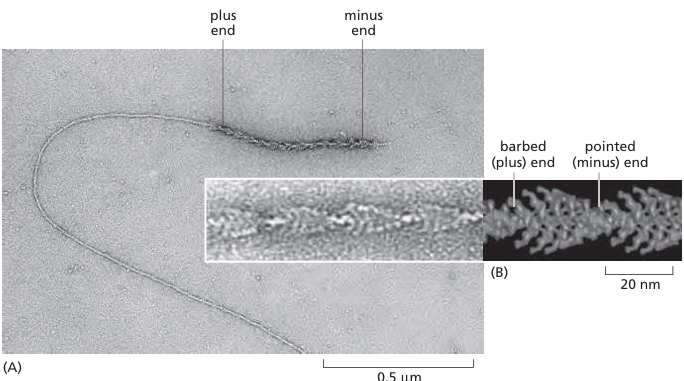 plus
end
minus
end
barbed
(plus) end
pointed
(minus) end
(B)
20 nm
(A)
0.5 µm